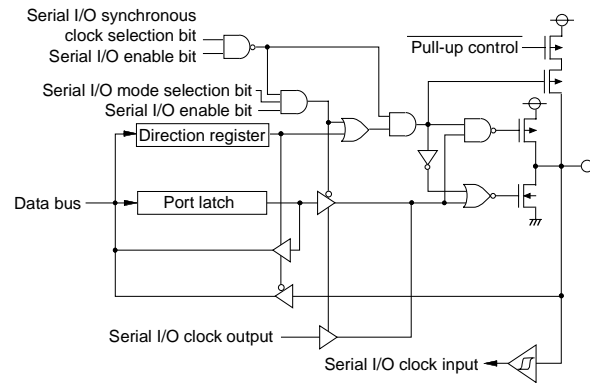 Serial I/O synchronous
clock selection bit
Serial I/O enable bit
Pull-up control
Serial I/O mode selection bit
Serial I/O enable bit
Direction register
Data bus
Port latch
Serial I/O clock output
Serial I/O clock input